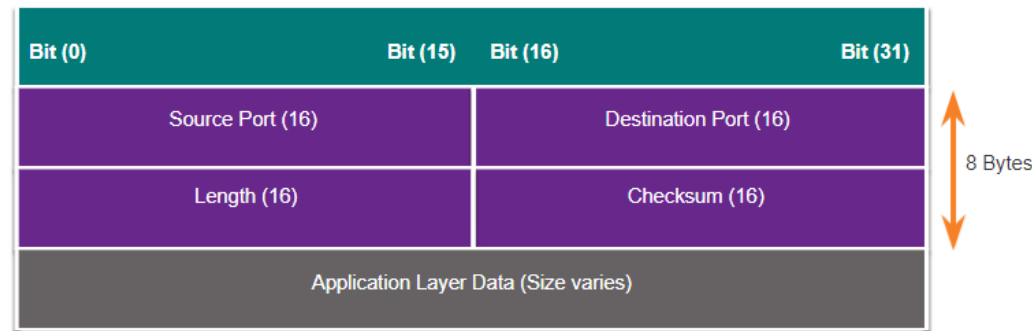 Bit (0) Bit (15) Bit (16) Bit (31)
Source Port (16) Destination Port (16)
8 Bytes
Length (16) Checksum (16)
Application Layer Data (Size varies)